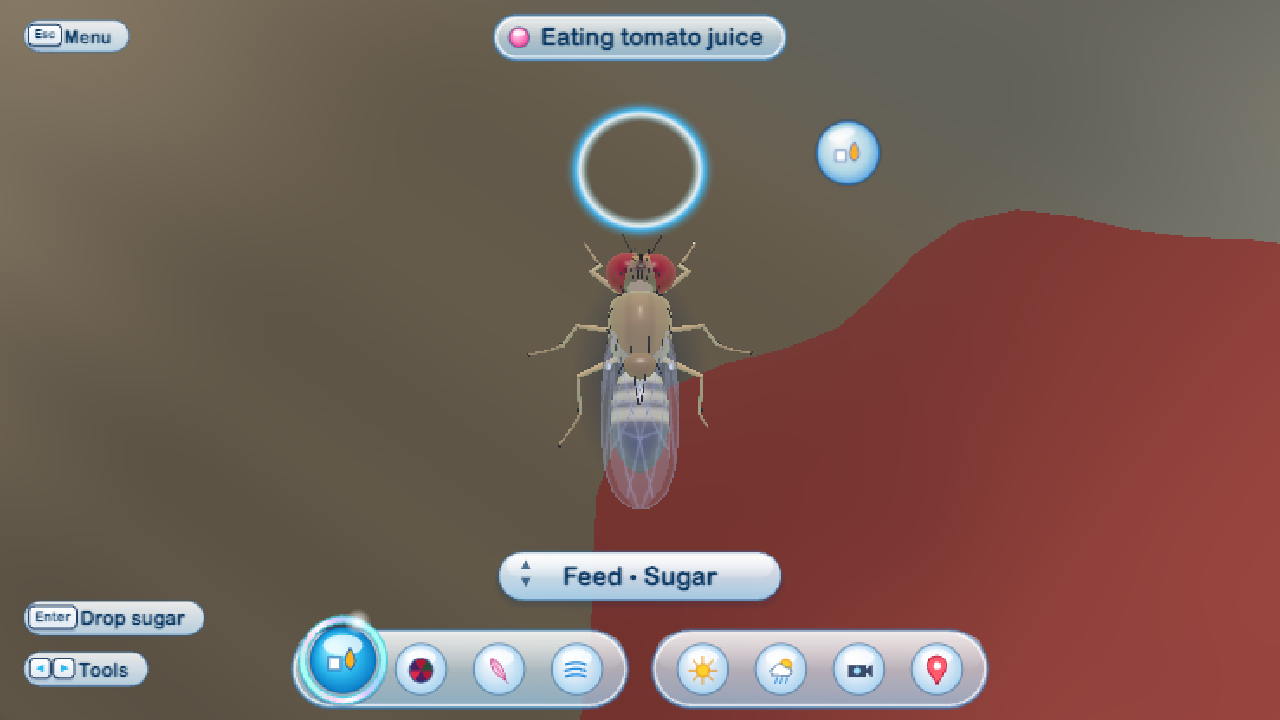 Esc Menu
Eating tomato juice
Feed • Sugar
Enter Drop sugar
Tools